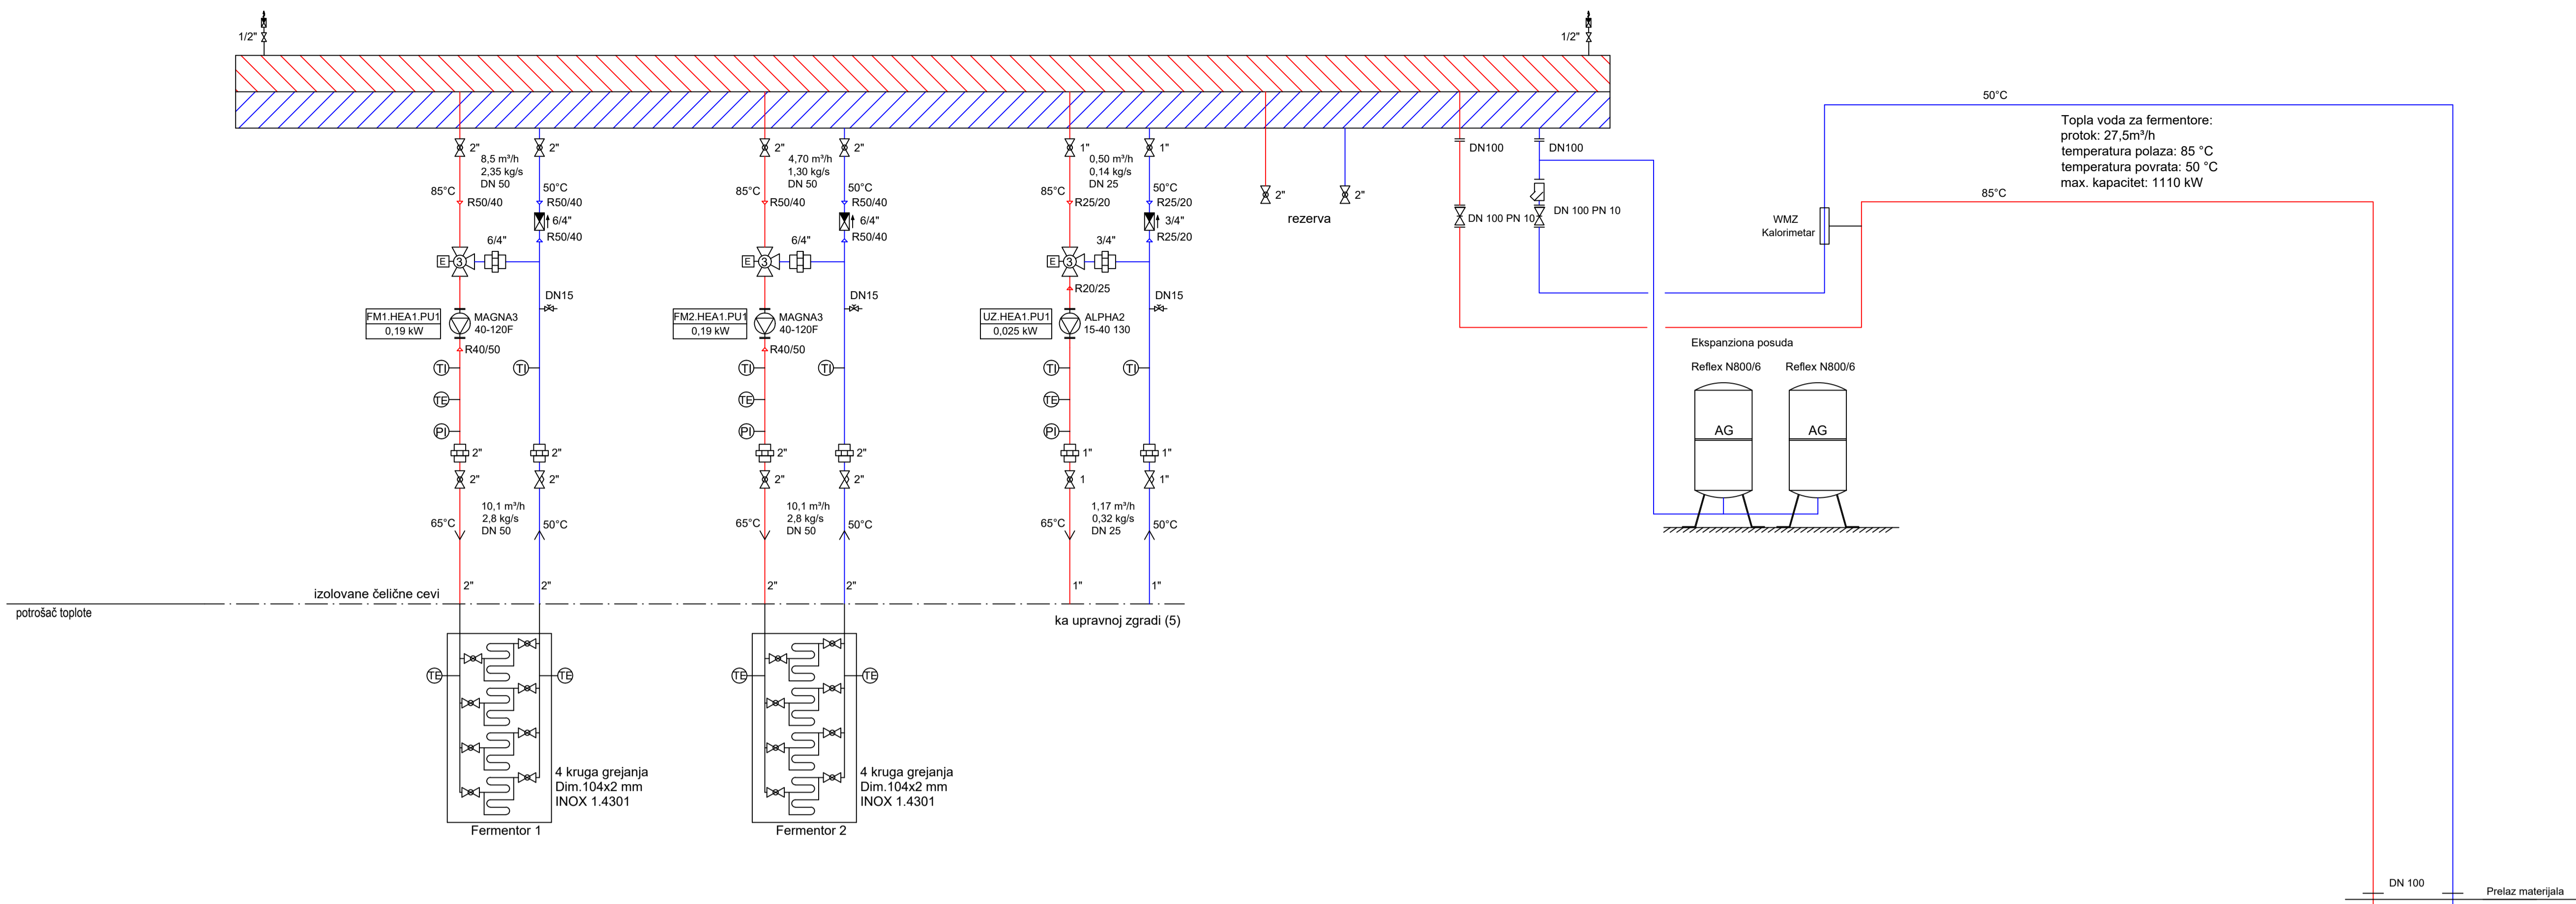 1/2"
1/2"
2"
8,5 m³/h
2,35 kg/s
DN 50
2"
85°C
50°C
R50/40
R50/40
6/4"
R50/40
6/4"
E
3
DN15
FM1.HEA1.PU1
0,19 kW
MAGNA3
40-120F
R40/50
TI
TI
TE
PI
2"
2"
2"
2"
10,1 m³/h
2,8 kg/s
DN 50
65°C
50°C
2"
2"
2"
4,70 m³/h
1,30 kg/s
DN 50
2"
85°C
50°C
R50/40
R50/40
6/4"
R50/40
6/4"
E
3
DN15
FM2.HEA1.PU1
0,19 kW
MAGNA3
40-120F
R40/50
TI
TI
TE
PI
2"
2"
2"
2"
10,1 m³/h
2,8 kg/s
DN 50
65°C
50°C
2"
2"
1"
0,50 m³/h
0,14 kg/s
DN 25
1"
85°C
50°C
R25/20
R25/20
3/4"
R25/20
3/4"
E
3
R20/25
DN15
UZ.HEA1.PU1
0,025 kW
ALPHA2
15-40 130
TI
TI
TE
PI
1"
1"
1
1"
1,17 m³/h
0,32 kg/s
DN 25
65°C
50°C
1"
1"
2"
2"
rezerva
DN100
DN100
DN 100 PN 10
DN 100 PN 10
WMZ
Kalorimetar
50°C
Topla voda za fermentore:
protok: 27,5m³/h
temperatura polaza: 85 °C
temperatura povrata: 50 °C
max. kapacitet: 1110 kW
85°C
Ekspanziona posuda
Reflex N800/6
Reflex N800/6
AG
AG
izolovane čelične cevi
potrošač toplote
ka upravnoj zgradi (5)
TE
TE
4 kruga grejanja
Dim.104x2 mm
INOX 1.4301
Fermentor 1
TE
TE
4 kruga grejanja
Dim.104x2 mm
INOX 1.4301
Fermentor 2
DN 100
Prelaz materijala